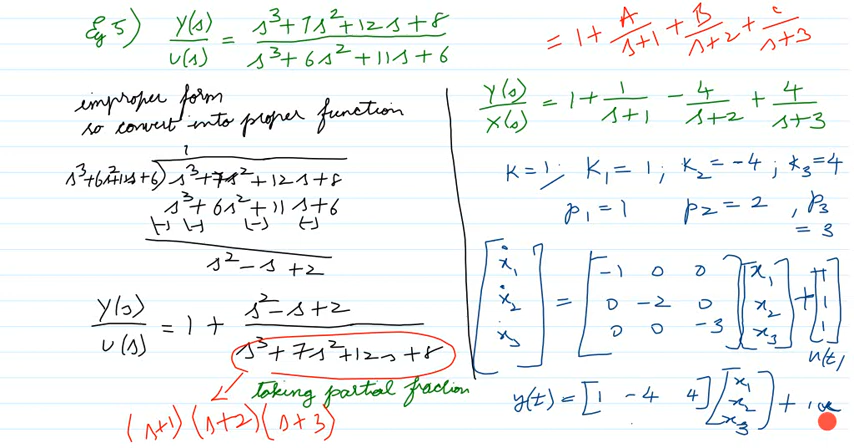 Eg 5) Y(s)/U(s) = s³+7s²+12s+8 / s³+6s²+11s+6
improper form
so convert into proper function
1
s³+6s²+11s+6) s³+7s²+12s+8
s³+6s²+11s+6
(-) (-) (-) (-)
s²-s+2
Y(s)/U(s) = 1 + s²-s+2 / s³+7s²+12s+8
taking partial fraction
(s+1)(s+2)(s+3)
= 1 + A/s+1 + B/s+2 + C/s+3
Y(s)/X(s) = 1 + 1/s+1 - 4/s+2 + 4/s+3
K=1, K₁=1; K₂=-4; K₃=4
p₁=1 p₂=2, p₃=3
[ẋ₁ ẋ₂ ẋ₃] = [-1 0 0 0 -2 0 0 0 -3] [x₁ x₂ x₃] + [1 1 1] u(t)
y(t) = [1 -4 4] [x₁ x₂ x₃] + 1u